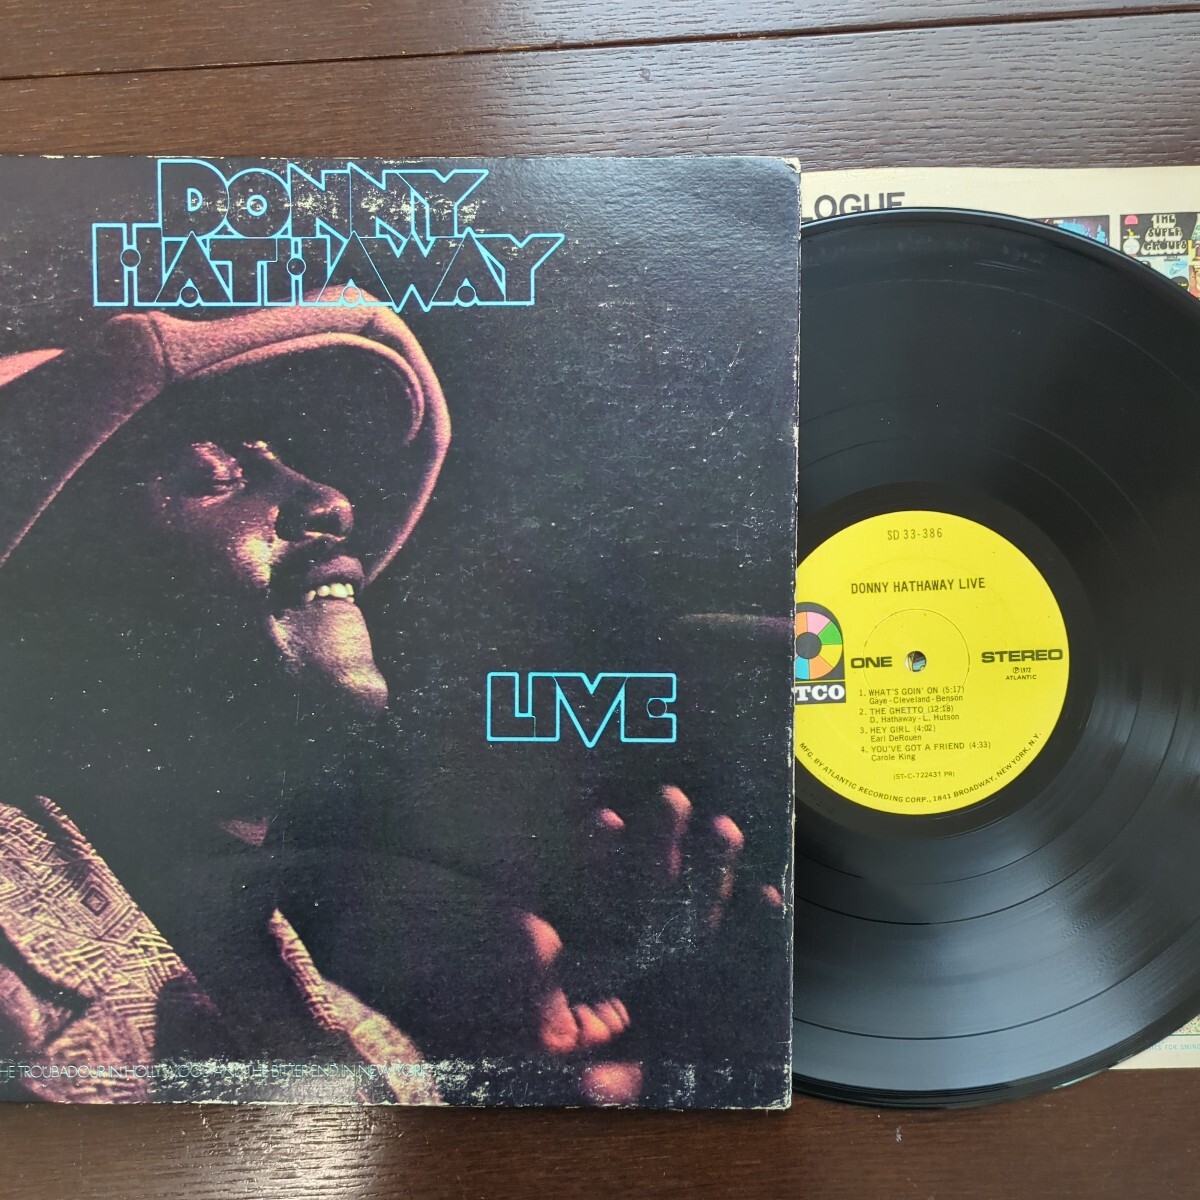 DONNY
HATHAWAY
LIVE
THE TROUBADOUR IN HOLLYWOOD AND THE BITTER END IN NEW YORK
LOGUE
THE
SUPER
GROUPS
SD 33-386
DONNY HATHAWAY LIVE
TCO
ONE
STEREO
℗ 1972
ATLANTIC
1. WHAT'S GOIN' ON (5:17)
Gaye - Cleveland - Benson
2. THE GHETTO (12:18)
D. Hathaway - L. Hutson
3. HEY GIRL (4:02)
Earl DeRouen
4. YOU'VE GOT A FRIEND (4:33)
Carole King
(ST-C-722431 PR)
MFG. BY ATLANTIC RECORDING CORP., 1841 BROADWAY, NEW YORK, N.Y.